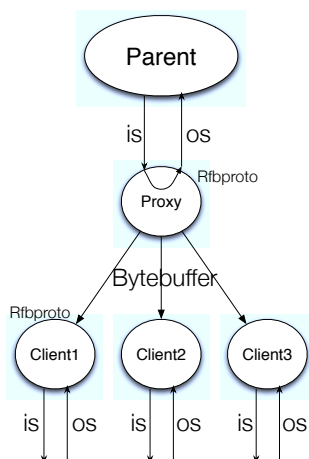 Parent
is os
Rfbproto
Proxy
Bytebuffer
Rfbproto
Client1 Client2 Client3
is os is os is os